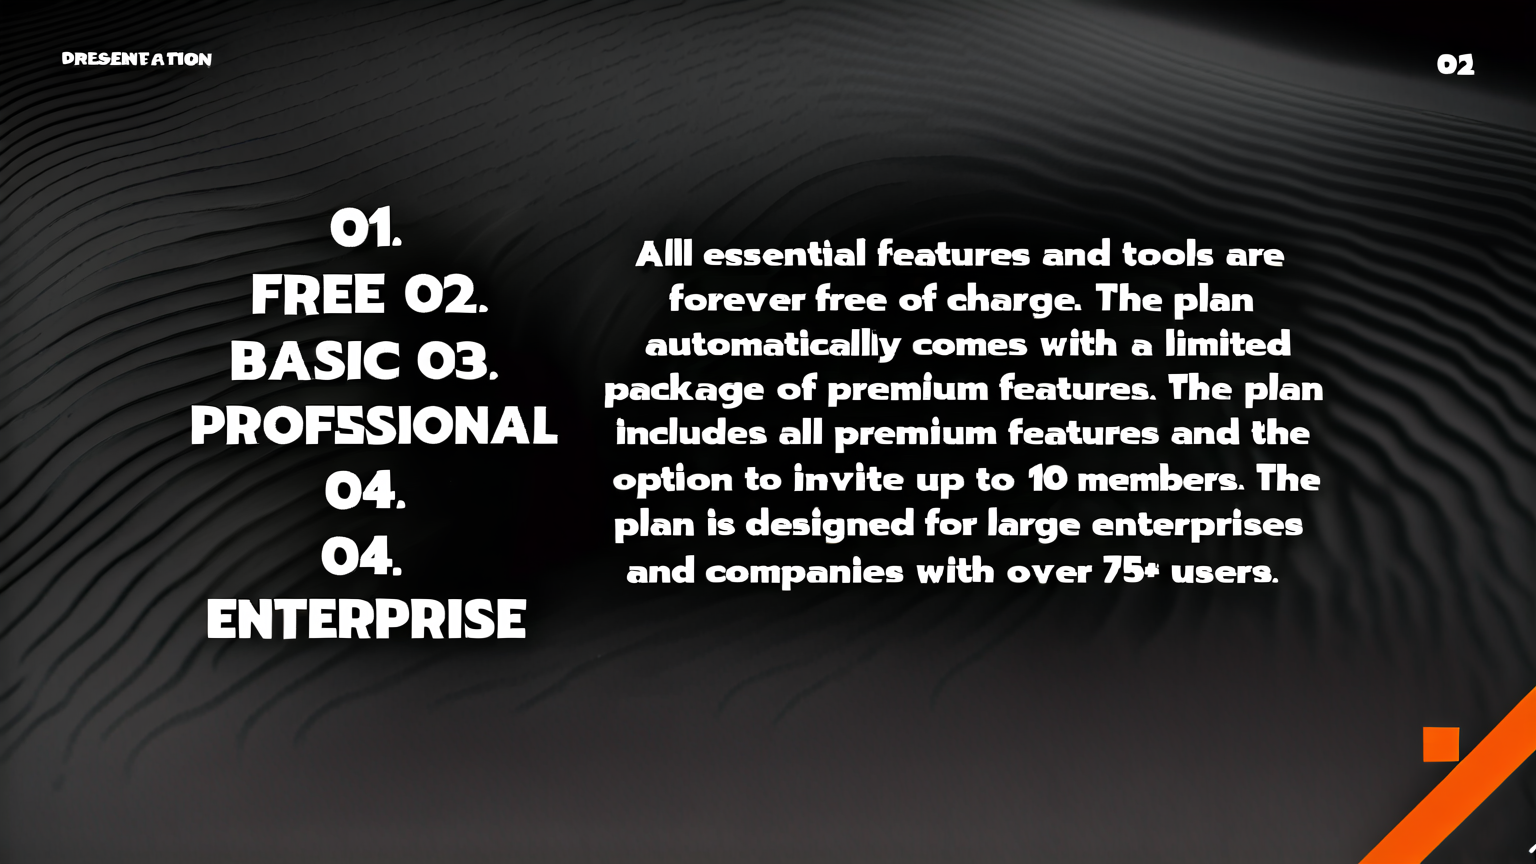 DRESENTATION
02
01.
FREE 02.
BASIC 03.
PROF5SIONAL
04.
04.
ENTERPRISE
Alll essential features and tools are
forever free of charge. The plan
automaticallly comes with a limited
package of premium features. The plan
includes all premium features and the
option to invite up to 10 members. The
plan is designed for large enterprises
and companies with over 75+ users.